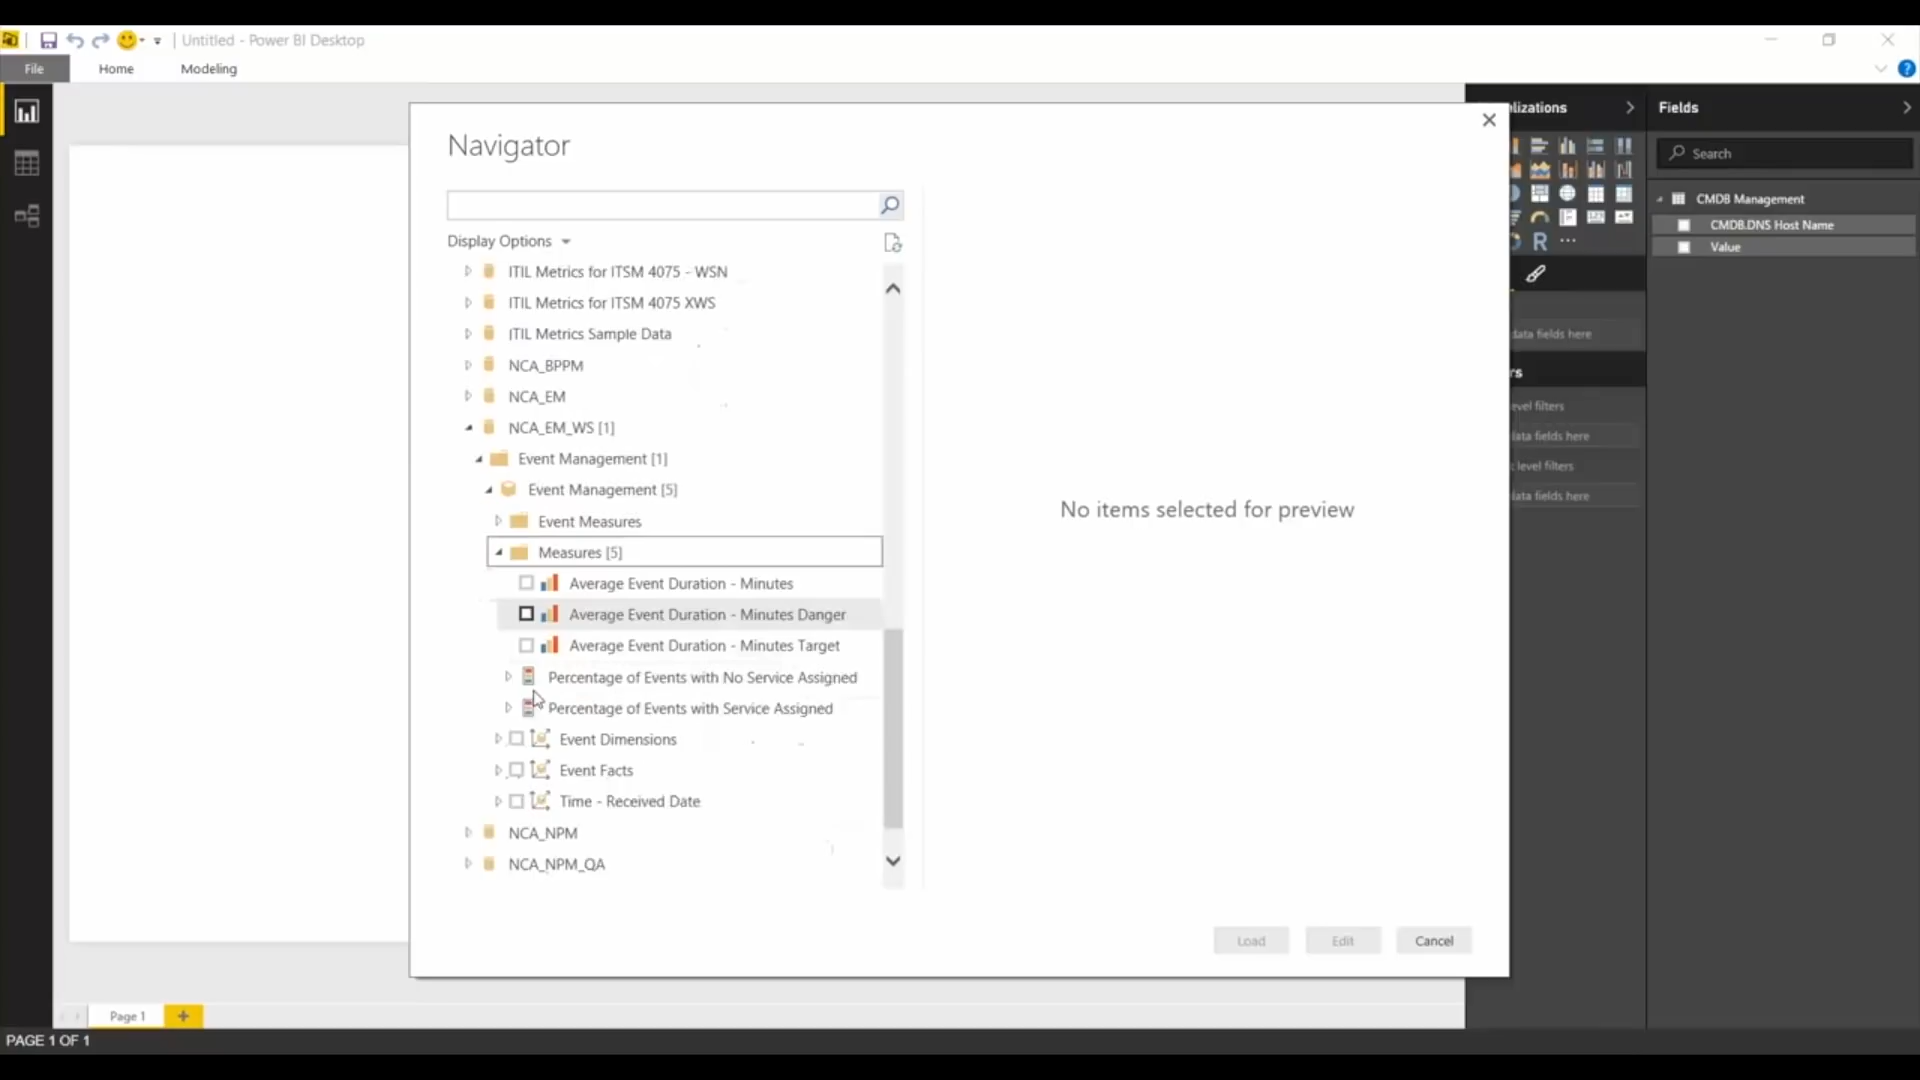 Untitled - Power BI Desktop
File
Home
Modeling
?
Navigator
Display Options
ITIL Metrics for ITSM 4075 - WSN
ITIL Metrics for ITSM 4075 XWS
ITIL Metrics Sample Data
NCA_BPPM
NCA_EM
NCA_EM_WS [1]
Event Management [1]
Event Management [5]
Event Measures
Measures [5]
Average Event Duration - Minutes
Average Event Duration - Minutes Danger
Average Event Duration - Minutes Target
Percentage of Events with No Service Assigned
Percentage of Events with Service Assigned
Event Dimensions
Event Facts
Time - Received Date
NCA_NPM
NCA_NPM_QA
No items selected for preview
Load
Edit
Cancel
lizations
R
data fields here
rs
evel filters
data fields here
level filters
data fields here
Fields
Search
CMDB Management
CMDB.DNS Host Name
Value
Page 1
+
PAGE 1 OF 1